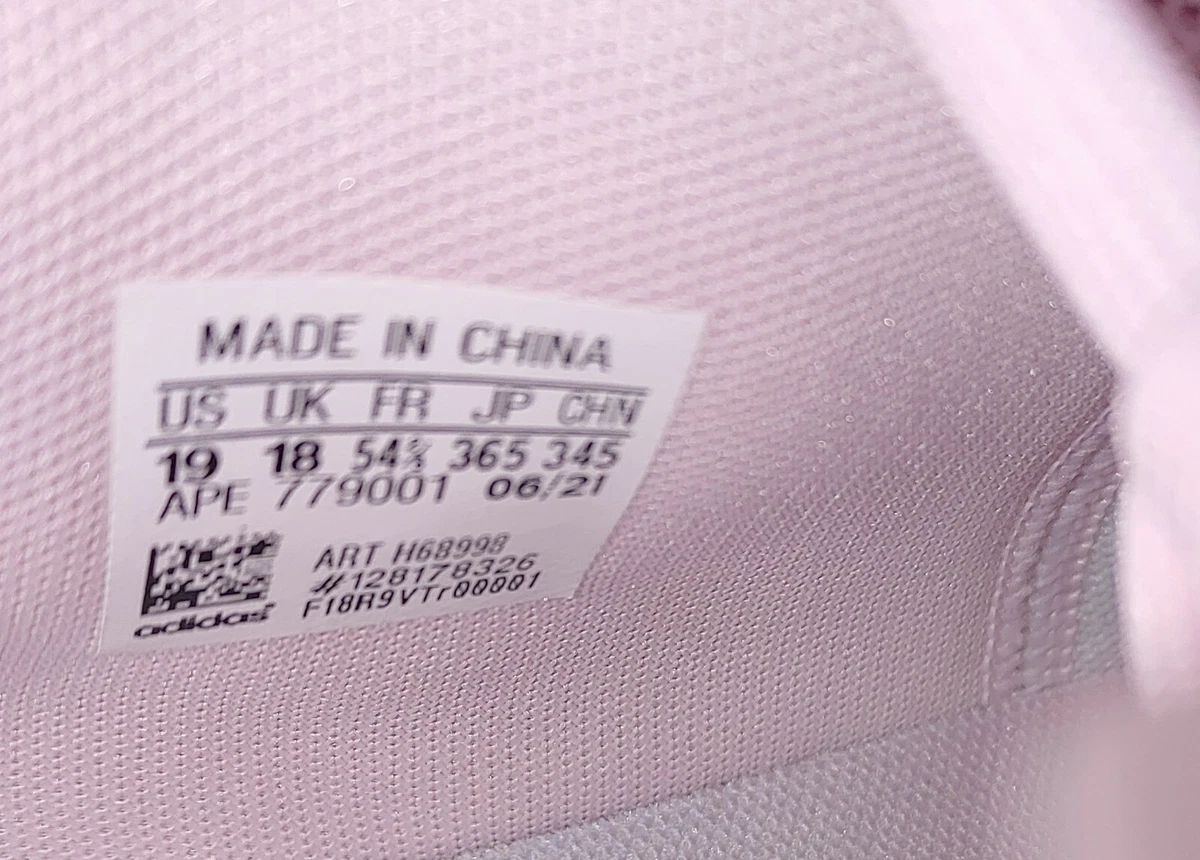 MADE IN CHINA
US UK FR JP CHN
19 18 54⅔ 365 345
APE 779001 06/21
ART H68998
#128178326
F18R9VTr00001
adidas